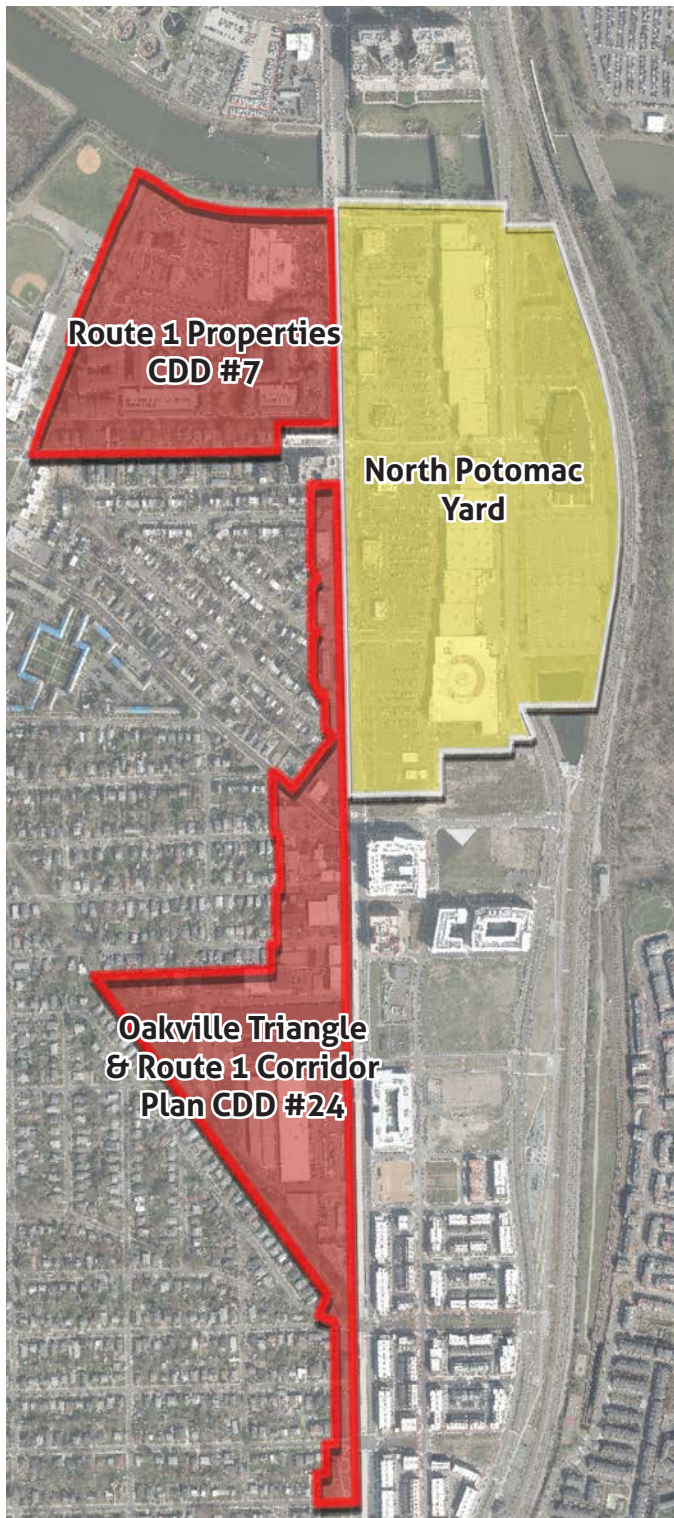 Route 1 Properties
CDD #7
North Potomac
Yard
Oakville Triangle
& Route 1 Corridor
Plan CDD #24